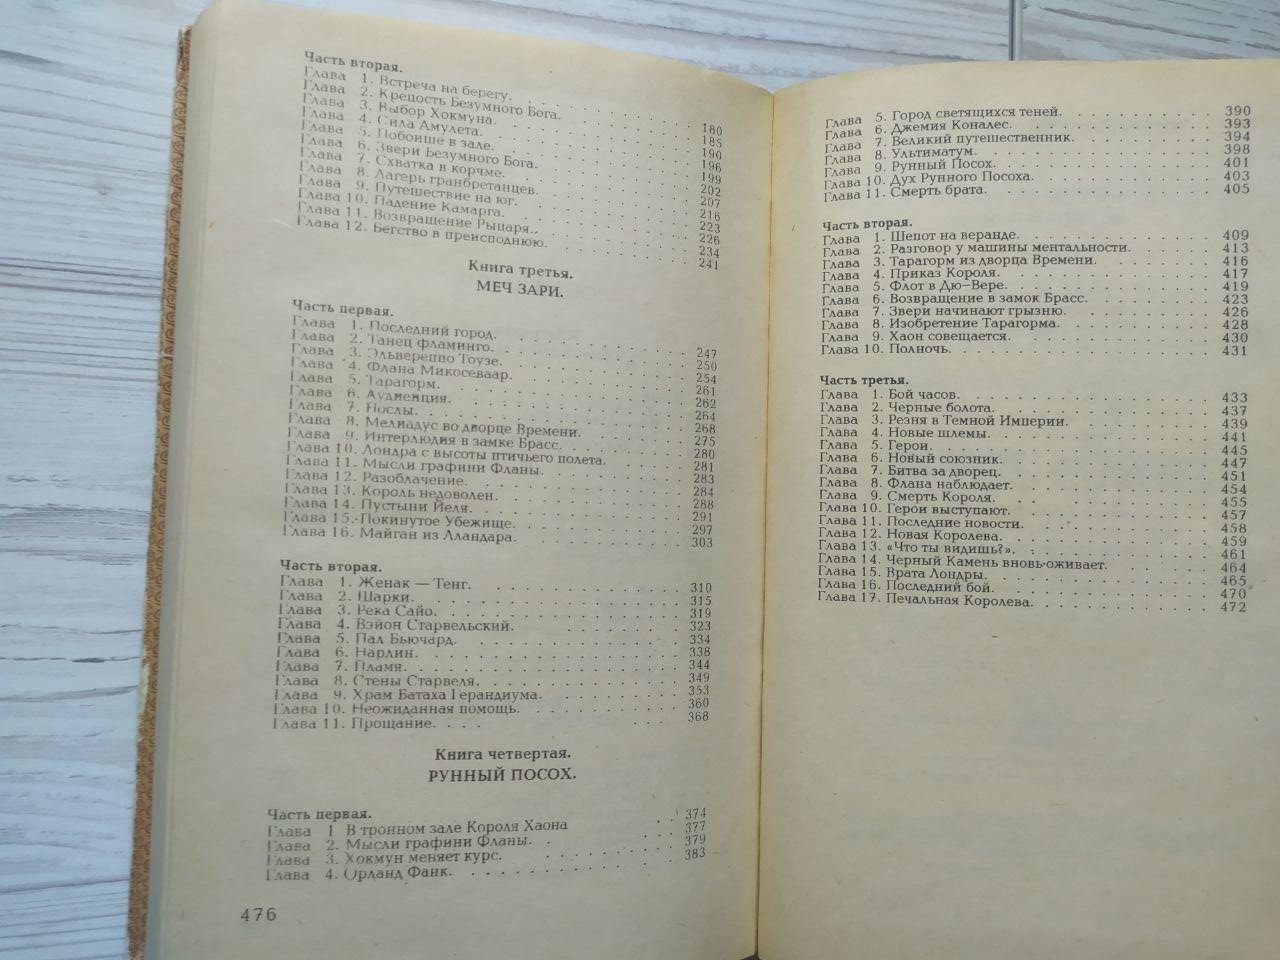 Часть вторая.
Глава 1. Встреча на берегу. 180
Глава 2. Крепость Безумного Бога. 185
Глава 3. Выбор Хокмуна. 190
Глава 4. Сила Амулета. 196
Глава 5. Побоище в зале. 199
Глава 6. Звери Безумного Бога. 202
Глава 7. Схватка в корчме. 207
Глава 8. Лагерь гранбретанцев. 216
Глава 9. Путешествие на юг. 223
Глава 10. Падение Камарга. 226
Глава 11. Возвращение Рыцаря.. 234
Глава 12. Бегство в преисподнюю. 241
Книга третья.
МЕЧ ЗАРИ.
Часть первая.
Глава 1. Последний город. 247
Глава 2. Танец фламинго. 250
Глава 3. Эльвереппо Тоузе. 254
Глава 4. Флана Микосеваар. 261
Глава 5. Тарагорм. 262
Глава 6. Аудиенция. 264
Глава 7. Послы. 268
Глава 8. Мелиадус во дворце Времени. 275
Глава 9. Интерлюдия в замке Брасс. 280
Глава 10. Лондра с высоты птичьего полета. 281
Глава 11. Мысли графини Фланы. 283
Глава 12. Разоблачение. 284
Глава 13. Король недоволен. 288
Глава 14. Пустыни Йеля. 291
Глава 15. Покинутое Убежище. 297
Глава 16. Майган из Лландара. 303
Часть вторая.
Глава 1. Женак — Тенг. 310
Глава 2. Шарки. 315
Глава 3. Река Сайо. 319
Глава 4. Вэйон Старвельский. 323
Глава 5. Пал Бьючард. 334
Глава 6. Нарлин. 338
Глава 7. Пламя. 344
Глава 8. Стены Старвеля. 349
Глава 9. Храм Батаха Герандиума. 353
Глава 10. Неожиданная помощь. 360
Глава 11. Прощание. 368
Книга четвертая.
РУННЫЙ ПОСОХ.
Часть первая.
Глава 1 В тронном зале Короля Хаона 374
Глава 2. Мысли графини Фланы. 377
Глава 3. Хокмун меняет курс. 379
Глава 4. Орланд Фанк. 383
476
Глава 5. Город светящихся теней. 390
Глава 6. Джемия Коналес. 393
Глава 7. Великий путешественник. 394
Глава 8. Ультиматум. 398
Глава 9. Рунный Посох. 401
Глава 10. Дух Рунного Посоха. 403
Глава 11. Смерть брата. 405
Часть вторая.
Глава 1. Шепот на веранде. 409
Глава 2. Разговор у машины ментальности. 413
Глава 3. Тарагорм из дворца Времени. 416
Глава 4. Приказ Короля. 417
Глава 5. Флот в Дю-Вере. 419
Глава 6. Возвращение в замок Брасс. 423
Глава 7. Звери начинают грызню. 426
Глава 8. Изобретение Тарагорма. 428
Глава 9. Хаон совещается. 430
Глава 10. Полночь. 431
Часть третья.
Глава 1. Бой часов. 433
Глава 2. Черные болота. 437
Глава 3. Резня в Темной Империи. 439
Глава 4. Новые шлемы. 441
Глава 5. Герои. 445
Глава 6. Новый союзник. 447
Глава 7. Битва за дворец. 451
Глава 8. Флана наблюдает. 454
Глава 9. Смерть Короля. 455
Глава 10. Герои выступают. 457
Глава 11. Последние новости. 458
Глава 12. Новая Королева. 459
Глава 13. «Что ты видишь?». 461
Глава 14. Черный Камень вновь оживает. 464
Глава 15. Врата Лондры. 465
Глава 16. Последний бой. 470
Глава 17. Печальная Королева. 472